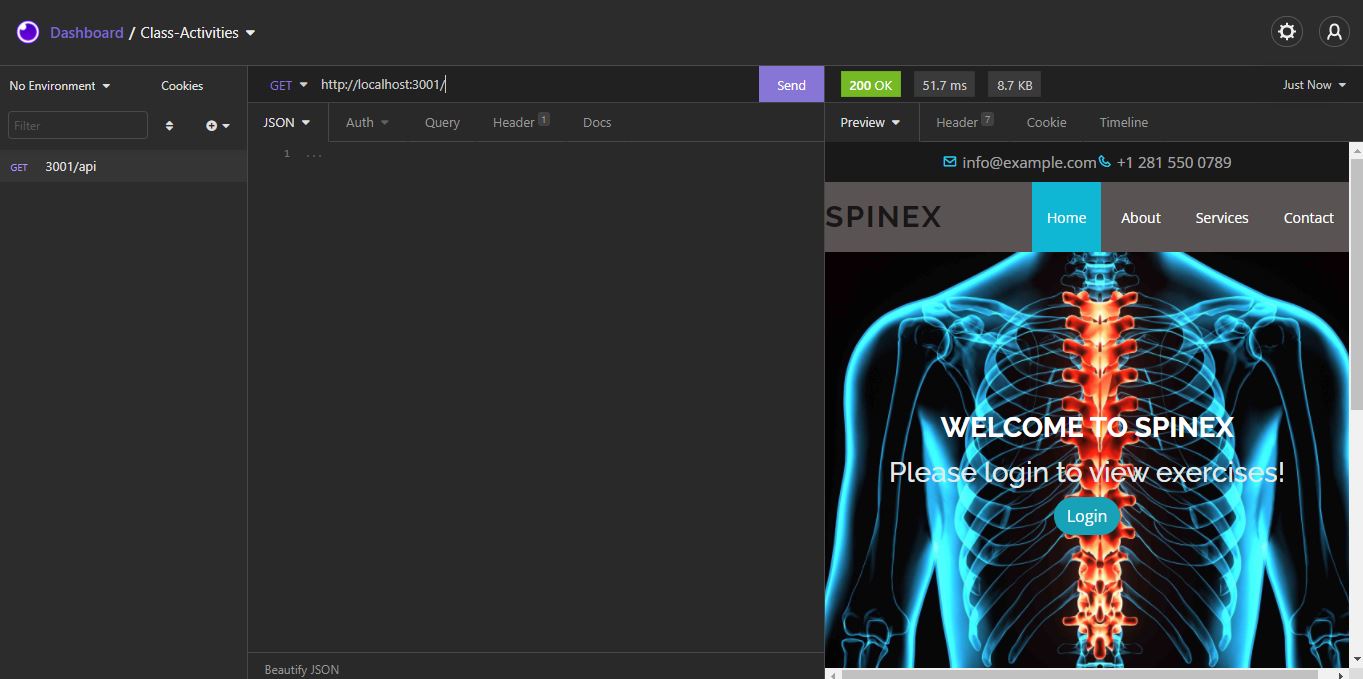 Dashboard / Class-Activities
No Environment
Cookies
Filter
GET 3001/api
GET http://localhost:3001/ Send
JSON Auth Query Header 1 Docs
1 ...
Beautify JSON
200 OK 51.7 ms 8.7 KB Just Now
Preview Header 7 Cookie Timeline
info@example.com +1 281 550 0789
SPINEX Home About Services Contact
WELCOME TO SPINEX
Please login to view exercises!
Login